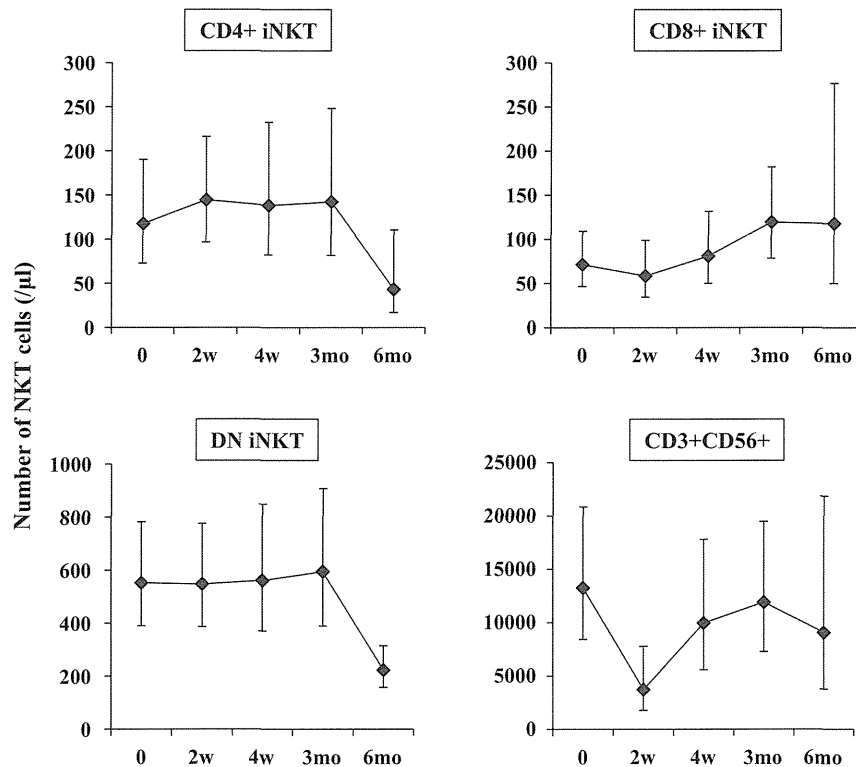 CD4+ iNKT
CD8+ iNKT
Number of NKT cells (/μl)
300
250
200
150
100
50
0
0 2w 4w 3mo 6mo
300
250
200
150
100
50
0
0 2w 4w 3mo 6mo
DN iNKT
CD3+CD56+
1000
800
600
400
200
0
0 2w 4w 3mo 6mo
25000
20000
15000
10000
5000
0
0 2w 4w 3mo 6mo